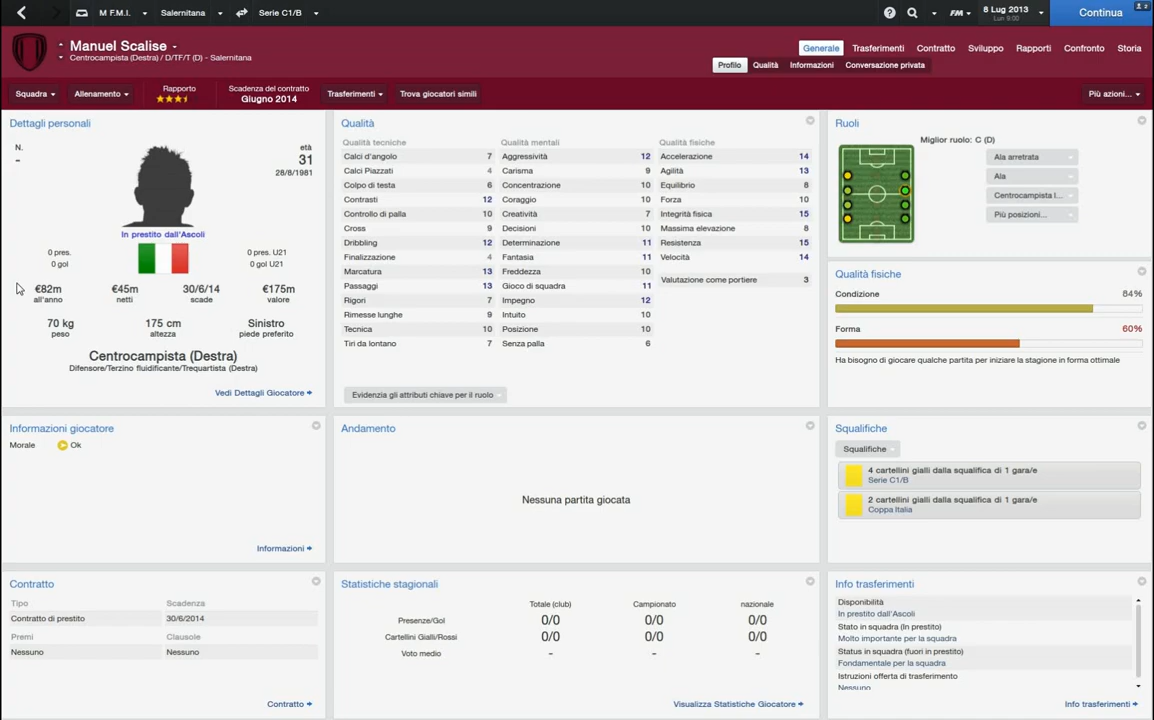 M F.M.I.
Salernitana
Serie C1/B
FM
8 Lug 2013
Lun 9:00
Continua
2
Manuel Scalise
Centrocampista (Destra) / D/TF/T (D) - Salernitana
Generale Trasferimenti Contratto Sviluppo Rapporti Confronto Storia
Profilo Qualità Informazioni Conversazione privata
Squadra
Allenamento
Rapporto
Scadenza del contratto
Giugno 2014
Trasferimenti
Trova giocatori simili
Più azioni...
Dettagli personali
N.
-
età
31
28/8/1981
In prestito dall'Ascoli
0 pres.
0 gol
0 pres. U21
0 gol U21
€82m €45m 30/6/14 €175m
all'anno netti scade valore
70 kg 175 cm Sinistro
peso altezza piede preferito
Centrocampista (Destra)
Difensore/Terzino fluidificante/Trequartista (Destra)
Vedi Dettagli Giocatore
Qualità
Qualità tecniche Qualità mentali Qualità fisiche
Calci d'angolo 7 Aggressività 12 Accelerazione 14
Calci Piazzati 4 Carisma 9 Agilità 13
Colpo di testa 6 Concentrazione 10 Equilibrio 8
Contrasti 12 Coraggio 10 Forza 10
Controllo di palla 10 Creatività 7 Integrità fisica 15
Cross 9 Decisioni 10 Massima elevazione 8
Dribbling 12 Determinazione 11 Resistenza 15
Finalizzazione 4 Fantasia 11 Velocità 14
Marcatura 13 Freddezza 10
Valutazione come portiere 3
Passaggi 13 Gioco di squadra 11
Rigori 7 Impegno 12
Rimesse lunghe 9 Intuito 10
Tecnica 10 Posizione 10
Tiri da lontano 7 Senza palla 6
Evidenzia gli attributi chiave per il ruolo
Ruoli
Miglior ruolo: C (D)
Ala arretrata
Ala
Centrocampista l...
Più posizioni...
Qualità fisiche
Condizione 84%
Forma 60%
Ha bisogno di giocare qualche partita per iniziare la stagione in forma ottimale
Informazioni giocatore
Morale Ok
Informazioni
Andamento
Nessuna partita giocata
Squalifiche
Squalifiche
4 cartellini gialli dalla squalifica di 1 gara/e
Serie C1/B
2 cartellini gialli dalla squalifica di 1 gara/e
Coppa Italia
Contratto
Tipo Scadenza
Contratto di prestito 30/6/2014
Premi Clausole
Nessuno Nessuno
Contratto
Statistiche stagionali
Totale (club) Campionato nazionale
Presenze/Gol 0/0 0/0 0/0
Cartellini Gialli/Rossi 0/0 0/0 0/0
Voto medio - - -
Visualizza Statistiche Giocatore
Info trasferimenti
Disponibilità
In prestito dall'Ascoli
Stato in squadra (In prestito)
Molto importante per la squadra
Status in squadra (fuori in prestito)
Fondamentale per la squadra
Istruzioni offerta di trasferimento
Nessuno
Info trasferimenti